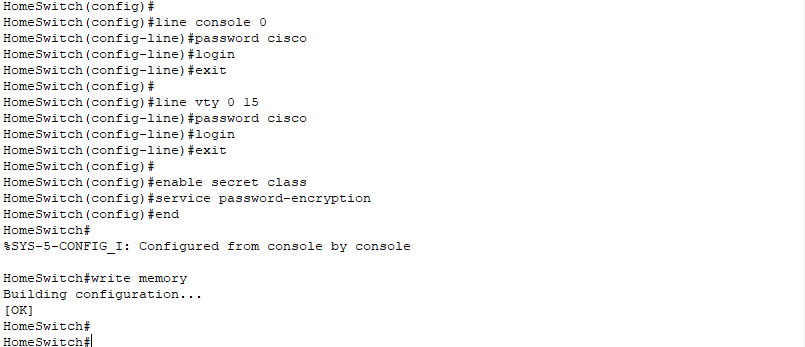 HomeSwitch(config)#
HomeSwitch(config)#line console 0
HomeSwitch(config-line)#password cisco
HomeSwitch(config-line)#login
HomeSwitch(config-line)#exit
HomeSwitch(config)#
HomeSwitch(config)#line vty 0 15
HomeSwitch(config-line)#password cisco
HomeSwitch(config-line)#login
HomeSwitch(config-line)#exit
HomeSwitch(config)#
HomeSwitch(config)#enable secret class
HomeSwitch(config)#service password-encryption
HomeSwitch(config)#end
HomeSwitch#
%SYS-5-CONFIG_I: Configured from console by console

HomeSwitch#write memory
Building configuration...
[OK]
HomeSwitch#
HomeSwitch#